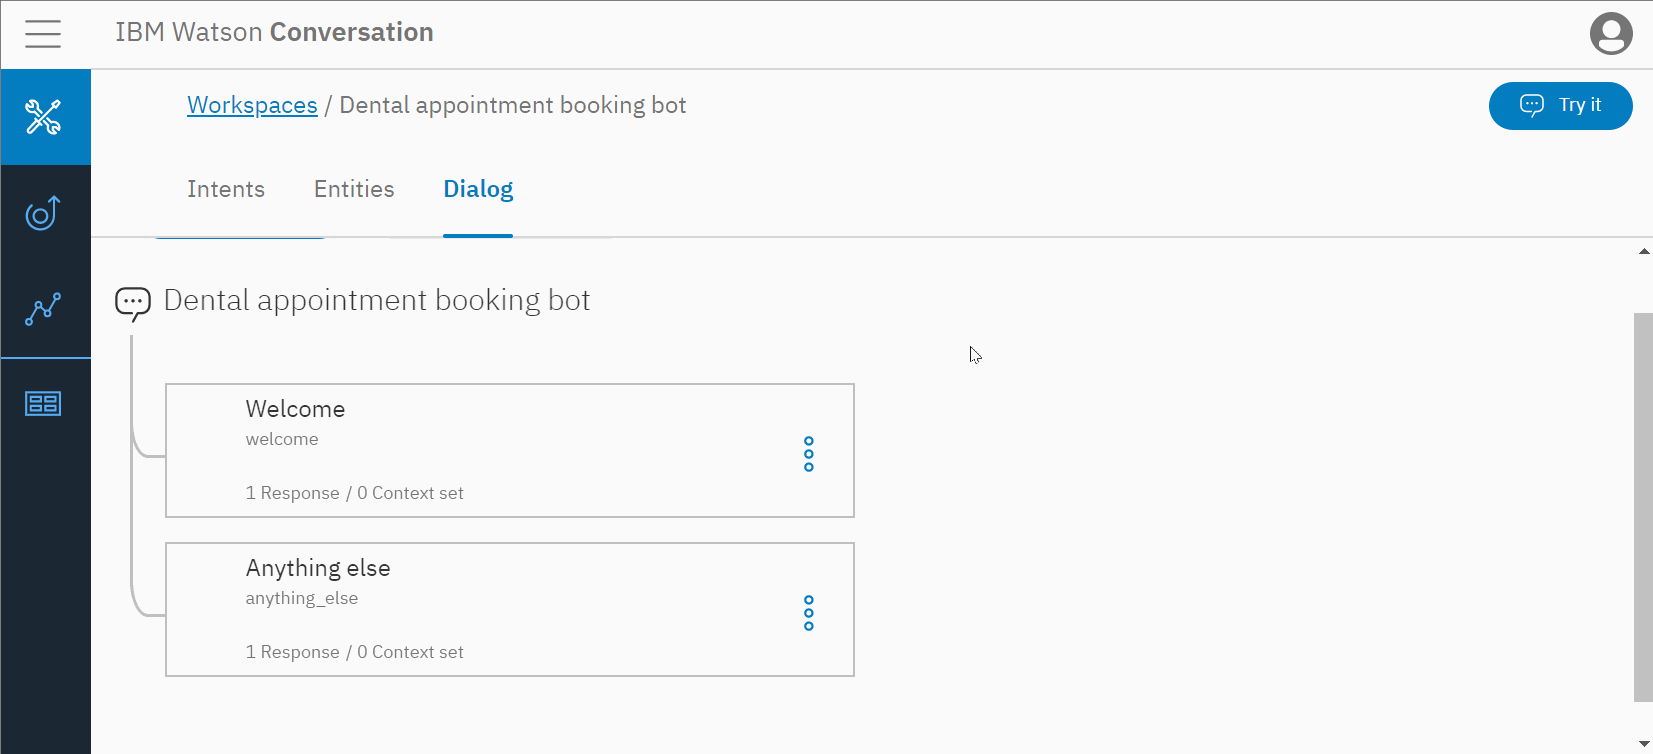 IBM Watson Conversation
Workspaces / Dental appointment booking bot
Try it
Intents Entities Dialog
Dental appointment booking bot
Welcome
welcome
1 Response / 0 Context set
Anything else
anything_else
1 Response / 0 Context set